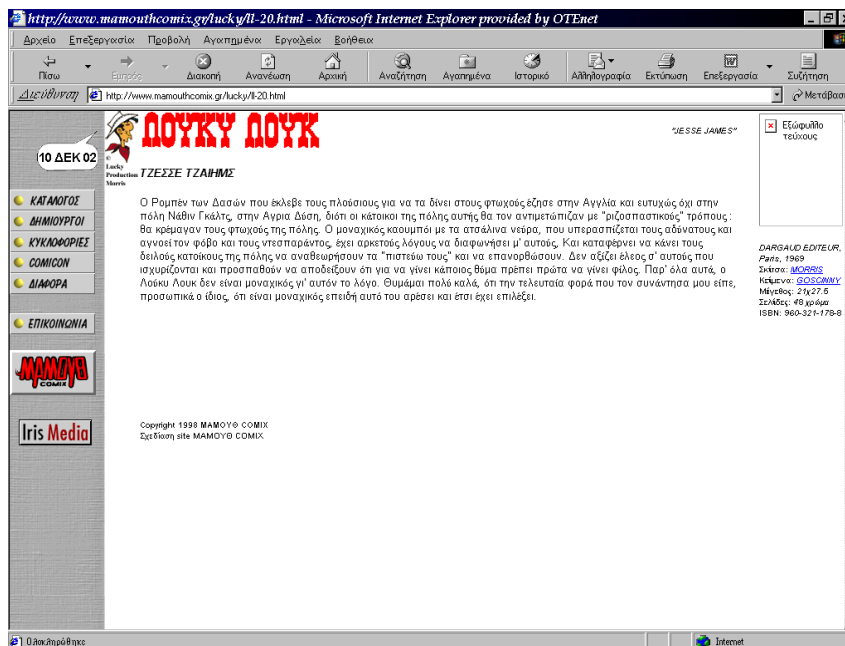 http://www.mamouthcomix.gr/lucky/ll-20.html - Microsoft Internet Explorer provided by OTEnet
Αρχείο Επεξεργασία Προβολή Αγαπημένα Εργαλεία Βοήθεια
Πίσω Εμπρός Διακοπή Ανανέωση Αρχική Αναζήτηση Αγαπημένα Ιστορικό Αλληλογραφία Εκτύπωση Επεξεργασία Συζήτηση
Διεύθυνση http://www.mamouthcomix.gr/lucky/ll-20.html Μετάβαση
10 ΔΕΚ 02
ΚΑΤΑΛΟΓΟΣ
ΔΗΜΙΟΥΡΓΟΙ
ΚΥΚΛΟΦΟΡΙΕΣ
COMICON
ΔΙΑΦΟΡΑ
ΕΠΙΚΟΙΝΩΝΙΑ
ΜΑΜΟΥΘ
COMIX
Iris Media
©
Lucky
Production
Morris
ΛΟΥΚΥ ΛΟΥΚ
"JESSE JAMES"
ΤΖΕΣΣΕ ΤΖΑΙΗΜΣ
Ο Ρομπέν των Δασών που έκλεβε τους πλούσιους για να τα δίνει στους φτωχούς έζησε στην Αγγλία και ευτυχώς όχι στην
πόλη Νάθιν Γκάλτς, στην Αγρια Δύση, διότι οι κάτοικοι της πόλης αυτής θα τον αντιμετώπιζαν με "ριζοσπαστικούς" τρόπους :
θα κρέμαγαν τους φτωχούς της πόλης. Ο μοναχικός καουμπόι με τα ατσάλινα νεύρα, που υπερασπίζεται τους αδύνατους και
αγνοεί τον φόβο και τους ντεσπαράντος, έχει αρκετούς λόγους να διαφωνήσει μ' αυτούς, Και καταφέρνει να κάνει τους
δειλούς κατοίκους της πόλης να αναθεωρήσουν τα "πιστεύω τους" και να επανορθώσουν. Δεν αξίζει έλεος σ' αυτούς που
ισχυρίζονται και προσπαθούν να αποδείξουν ότι για να γίνει κάποιος θύμα πρέπει πρώτα να γίνει φίλος. Παρ' όλα αυτά, ο
Λούκυ Λουκ δεν είναι μοναχικός γι' αυτόν το λόγο. Θυμάμαι πολύ καλά, ότι την τελευταία φορά που τον συνάντησα μου είπε,
προσωπικά ο ίδιος, ότι είναι μοναχικός επειδή αυτό του αρέσει και έτσι έχει επιλέξει.
Εξώφυλλο
τεύχους
DARGAUD EDITEUR,
Paris, 1969
Σκίτσα: MORRIS
Κείμενα: GOSCINNY
Μέγεθος: 21χ27.5
Σελίδες: 48 χρώμα
ISBN: 960-321-178-8
Copyright 1998 ΜΑΜΟΥΘ COMIX
Σχεδίαση site ΜΑΜΟΥΘ COMIX
Ολοκληρώθηκε Internet